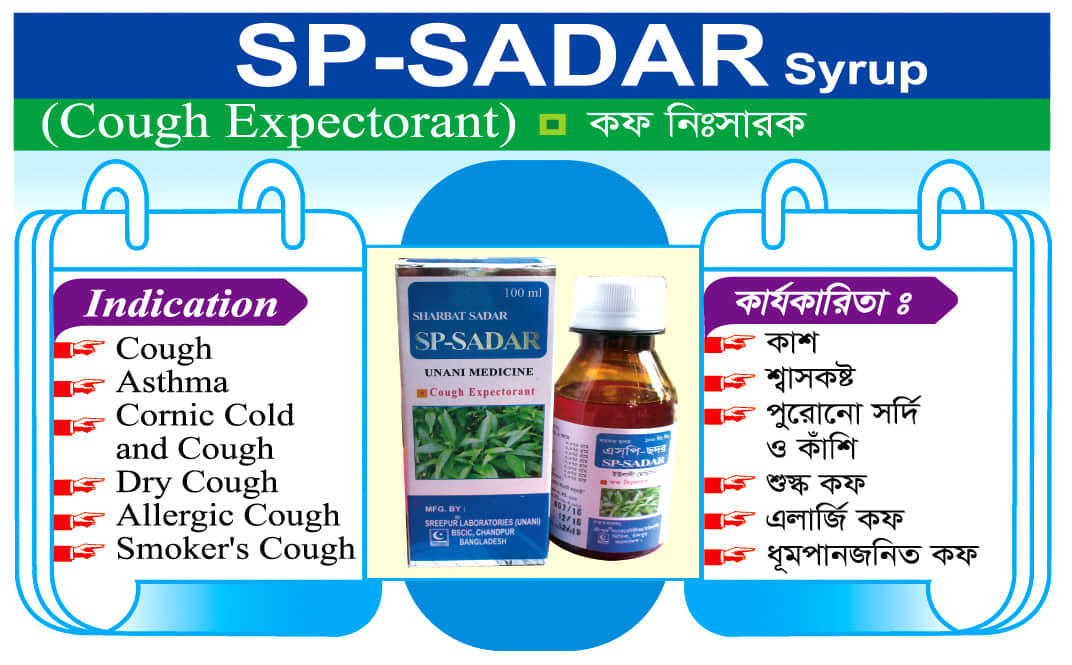 SP-SADAR Syrup
(Cough Expectorant) কফ নিঃসারক
Indication
Cough
Asthma
Cornic Cold
and Cough
Dry Cough
Allergic Cough
Smoker's Cough
100 ml
SHARBAT SADAR
SP-SADAR
UNANI MEDICINE
Cough Expectorant
MFG. BY :
SREEPUR LABORATORIES (UNANI)
BSCIC, CHANDPUR
BANGLADESH
এসপি-ছদর
SP-SADAR
কার্যকারিতা ঃ
কাশ
শ্বাসকষ্ট
পুরোনো সর্দি
ও কাঁশি
শুস্ক কফ
এলার্জি কফ
ধূমপানজনিত কফ